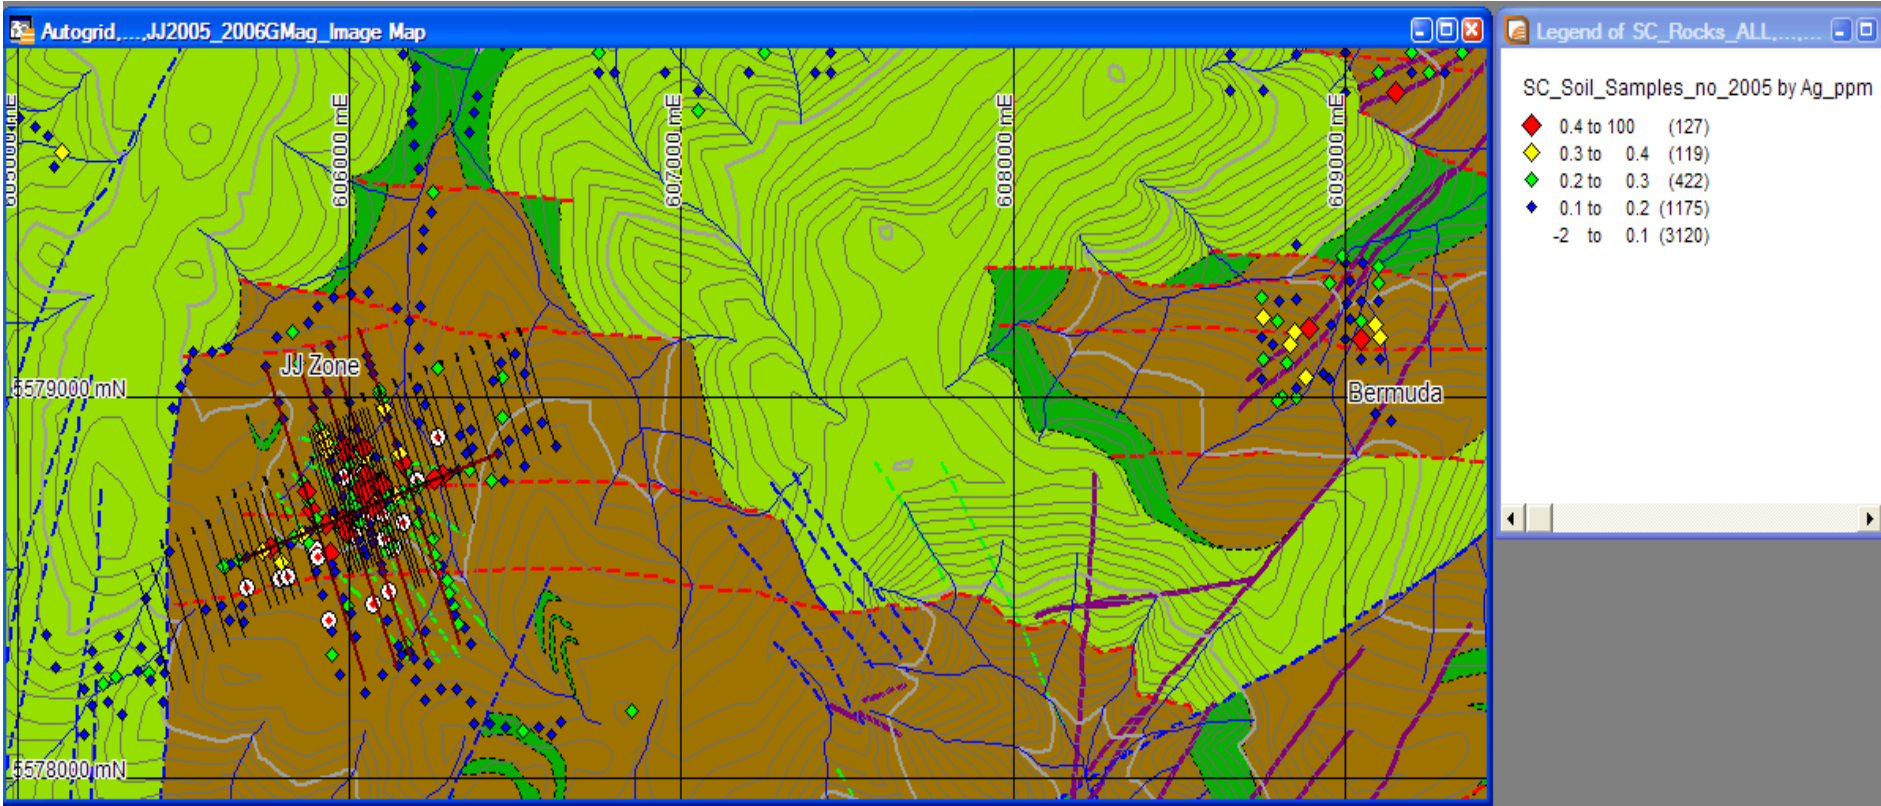 Autogrid,...,JJ2005_2006GMag_Image Map
Legend of SC_Rocks_ALL,...,...
605000 mE
606000 mE
607000 mE
608000 mE
609000 mE
JJ Zone
5579000 mN
Bermuda
5578000 mN
SC_Soil_Samples_no_2005 by Ag_ppm
0.4 to 100 (127)
0.3 to 0.4 (119)
0.2 to 0.3 (422)
0.1 to 0.2 (1175)
-2 to 0.1 (3120)